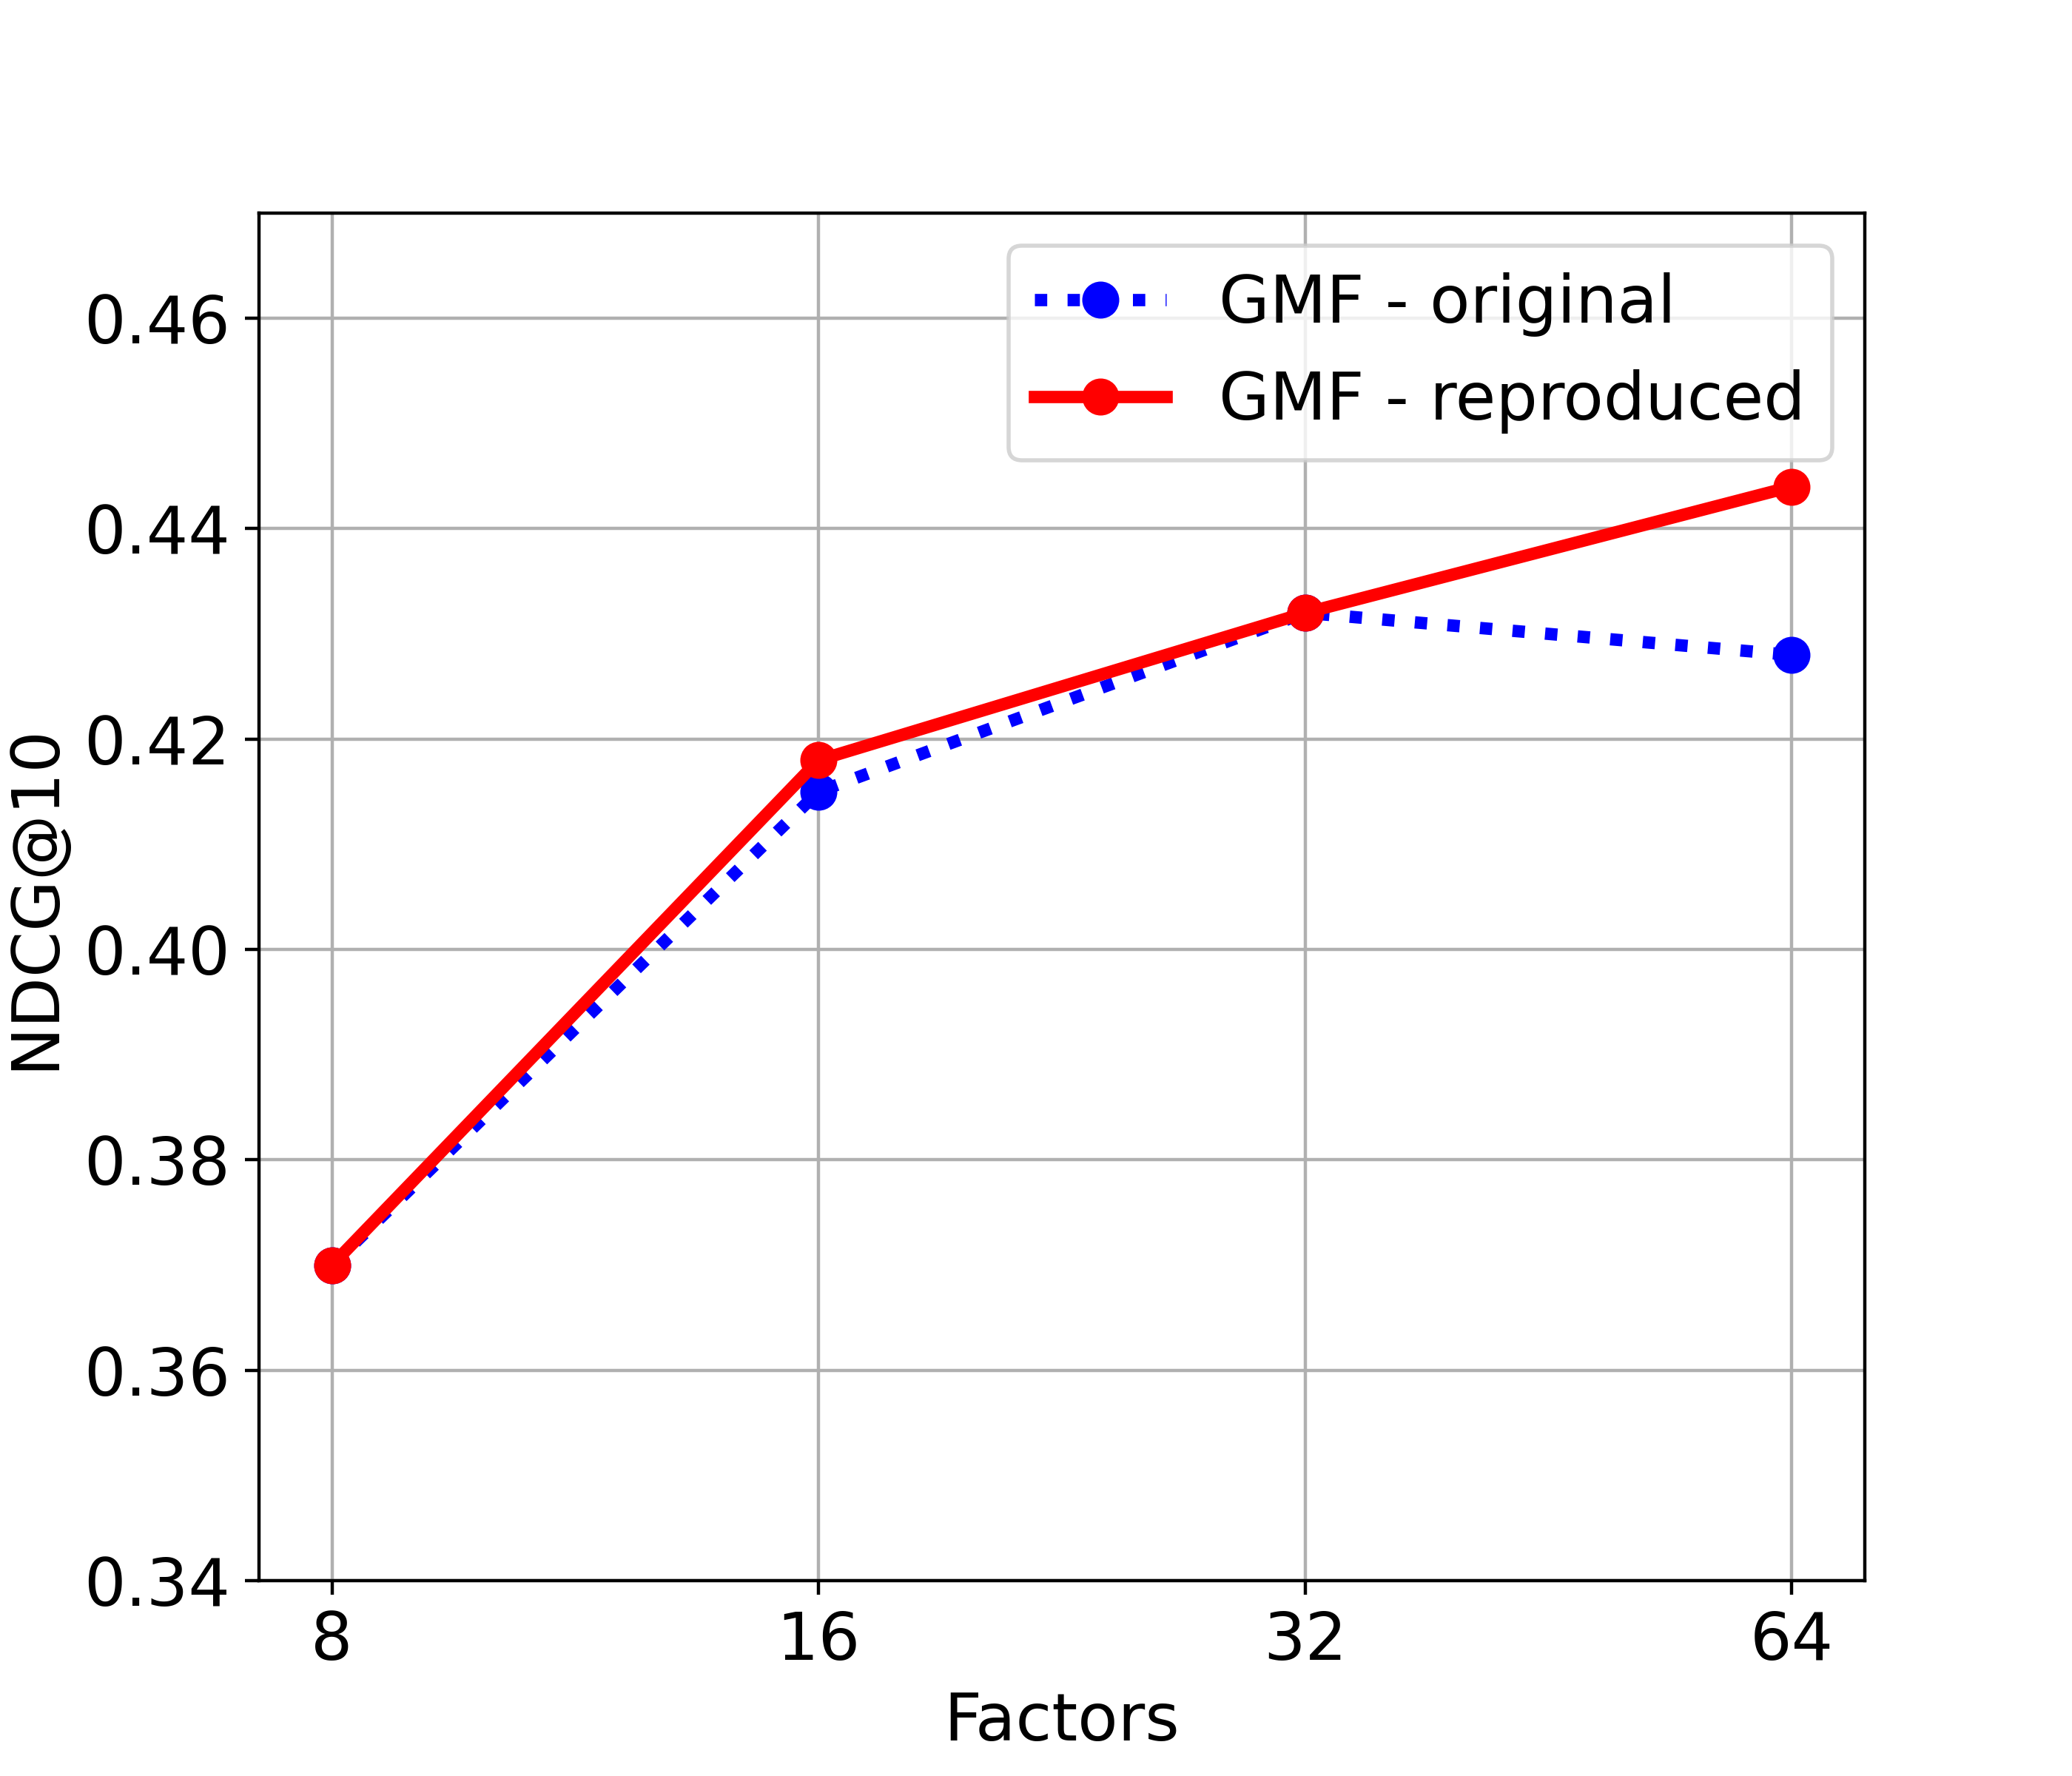 GMF - original
GMF - reproduced
0.46
0.44
0.42
0.40
0.38
0.36
0.34
NDCG@10
8 16 32 64
Factors